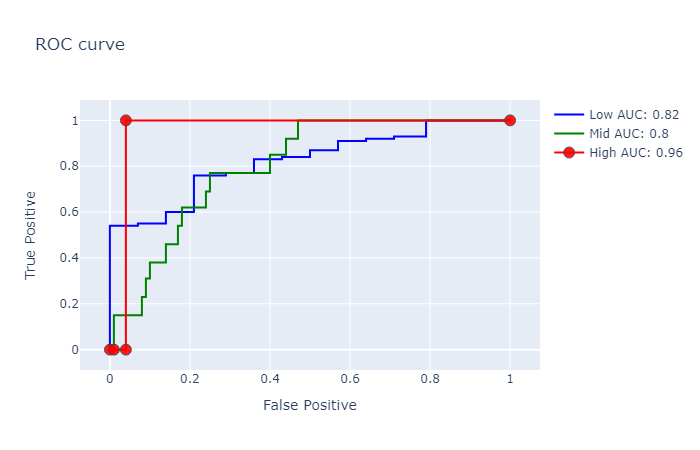 ROC curve
Low AUC: 0.82
Mid AUC: 0.8
High AUC: 0.96
True Positive
1
0.8
0.6
0.4
0.2
0
0
0.2
0.4
0.6
0.8
1
False Positive